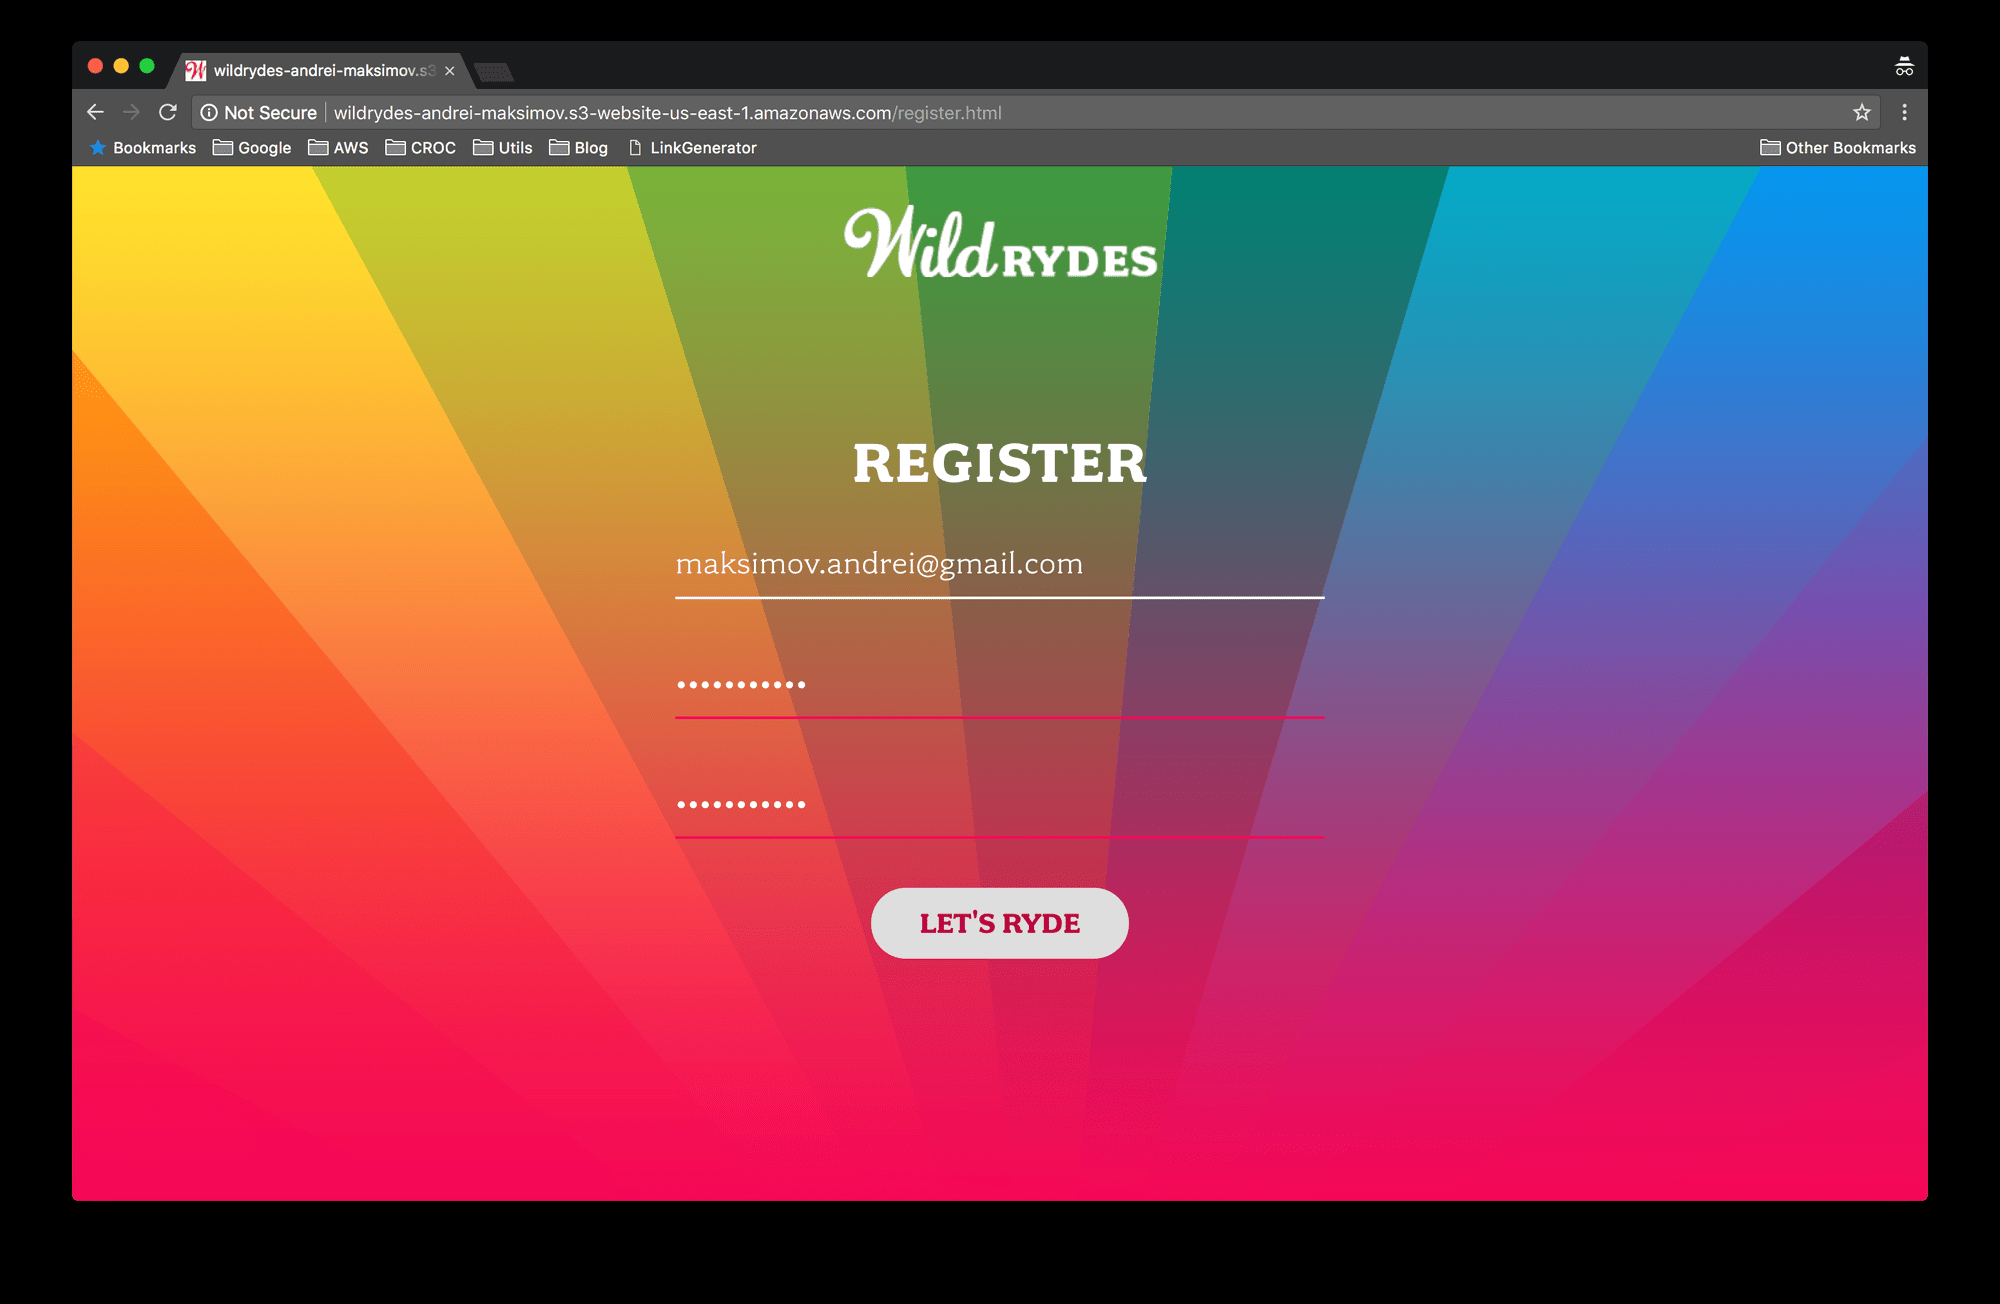 wildrydes-andrei-maksimov.s3
Not Secure wildrydes-andrei-maksimov.s3-website-us-east-1.amazonaws.com/register.html
Bookmarks Google AWS CROC Utils Blog LinkGenerator Other Bookmarks
Wild RYDES
REGISTER
maksimov.andrei@gmail.com
•••••••••••
•••••••••••
LET'S RYDE